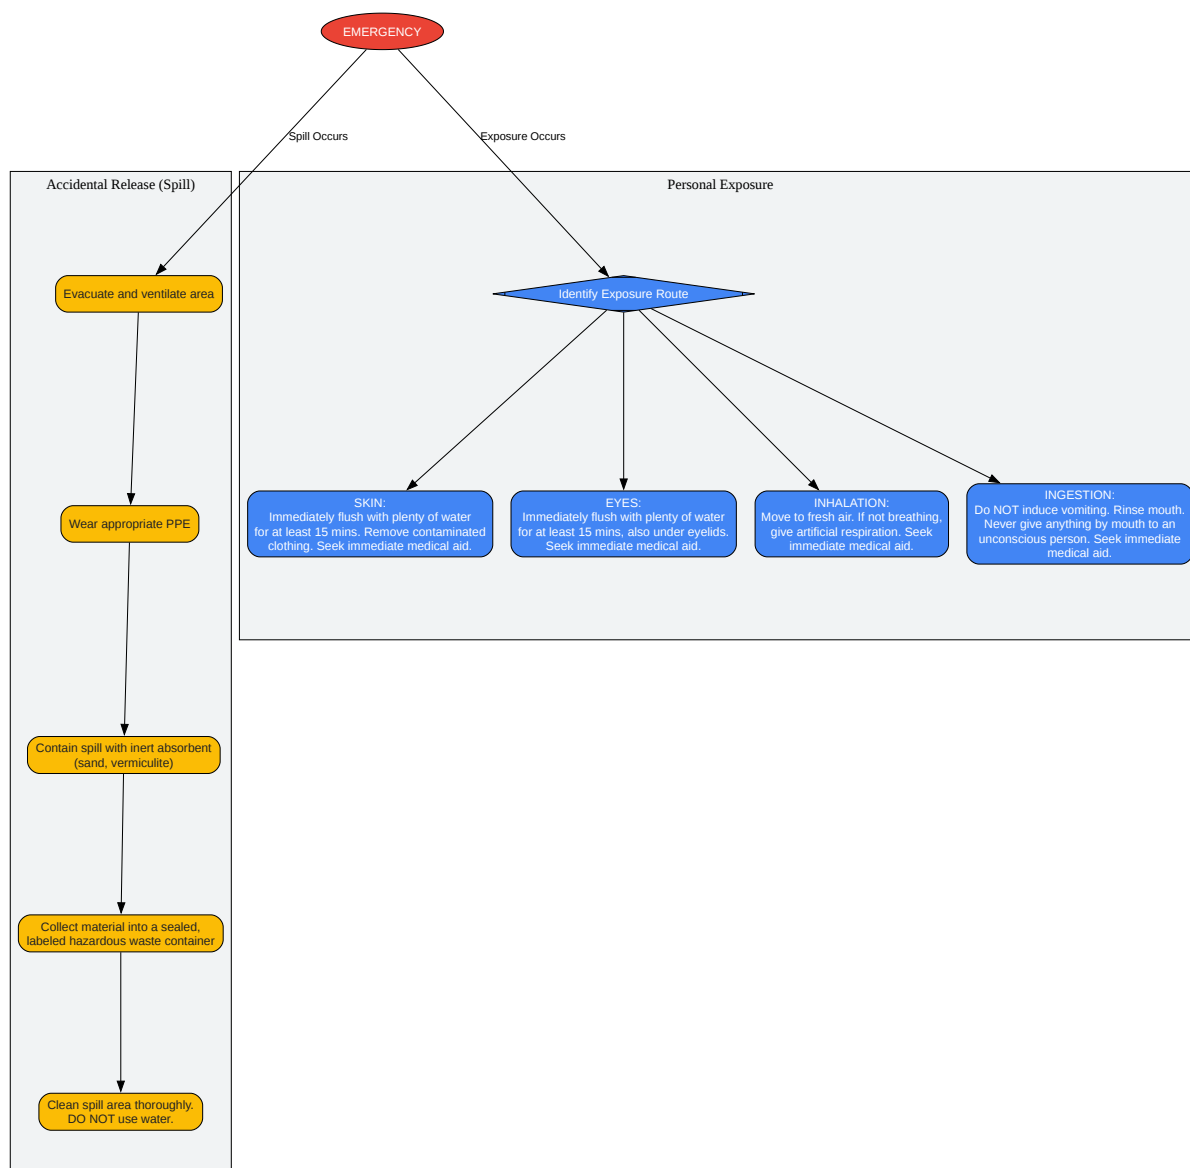 EMERGENCY
Spill Occurs
Exposure Occurs
Accidental Release (Spill)
Evacuate and ventilate area
Wear appropriate PPE
Contain spill with inert absorbent
(sand, vermiculite)
Collect material into a sealed,
labeled hazardous waste container
Clean spill area thoroughly.
DO NOT use water.
Personal Exposure
Identify Exposure Route
SKIN:
Immediately flush with plenty of water
for at least 15 mins. Remove contaminated
clothing. Seek immediate medical aid.
EYES:
Immediately flush with plenty of water
for at least 15 mins, also under eyelids.
Seek immediate medical aid.
INHALATION:
Move to fresh air. If not breathing,
give artificial respiration. Seek
immediate medical aid.
INGESTION:
Do NOT induce vomiting. Rinse mouth.
Never give anything by mouth to an
unconscious person. Seek immediate
medical aid.